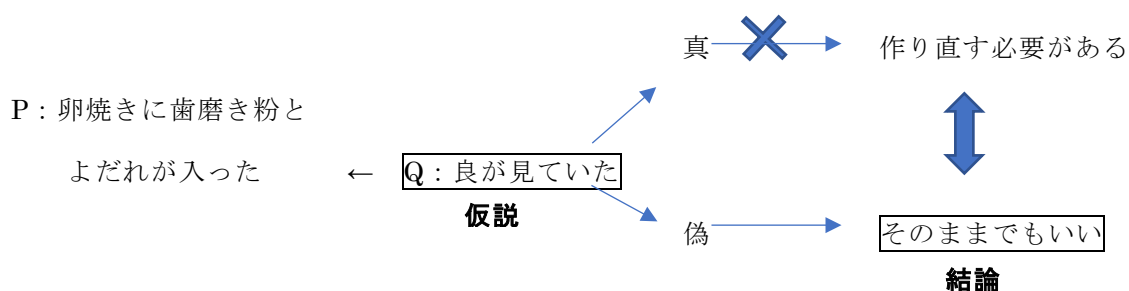 真 作り直す必要がある
P：卵焼きに歯磨き粉と
よだれが入った ← Q：良が見ていた
仮説
偽 そのままでもいい
結論